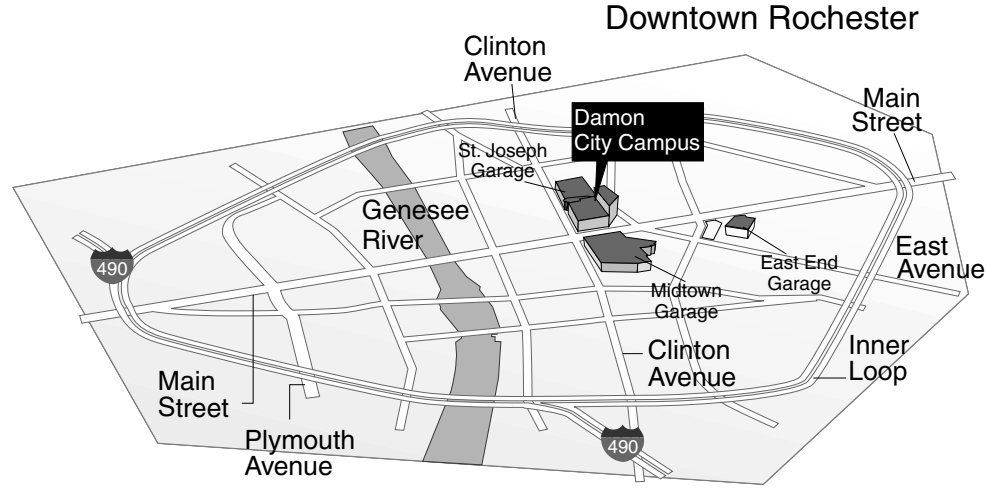 Downtown Rochester
Clinton
Avenue
Main
Street
Damon
City Campus
St. Joseph
Garage
Genesee
River
490
East
Avenue
East End
Garage
Midtown
Garage
Clinton
Avenue
Inner
Loop
Main
Street
Plymouth
Avenue
490